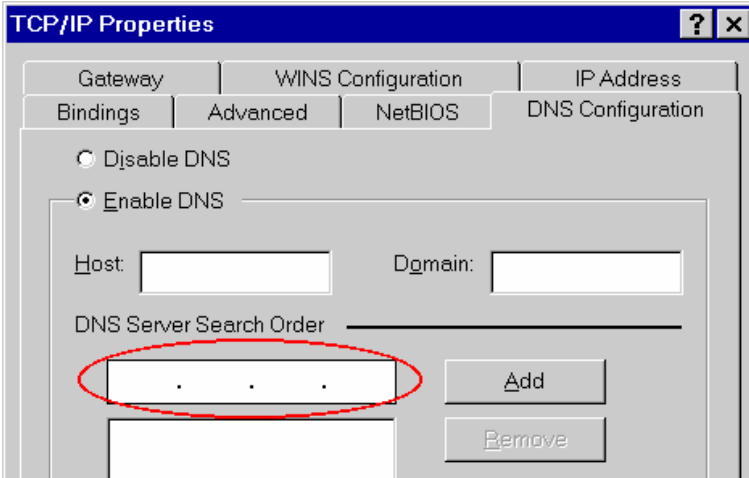 TCP/IP Properties
Gateway WINS Configuration IP Address
Bindings Advanced NetBIOS DNS Configuration
Disable DNS
Enable DNS
Host: Domain:
DNS Server Search Order
. . . Add
Remove